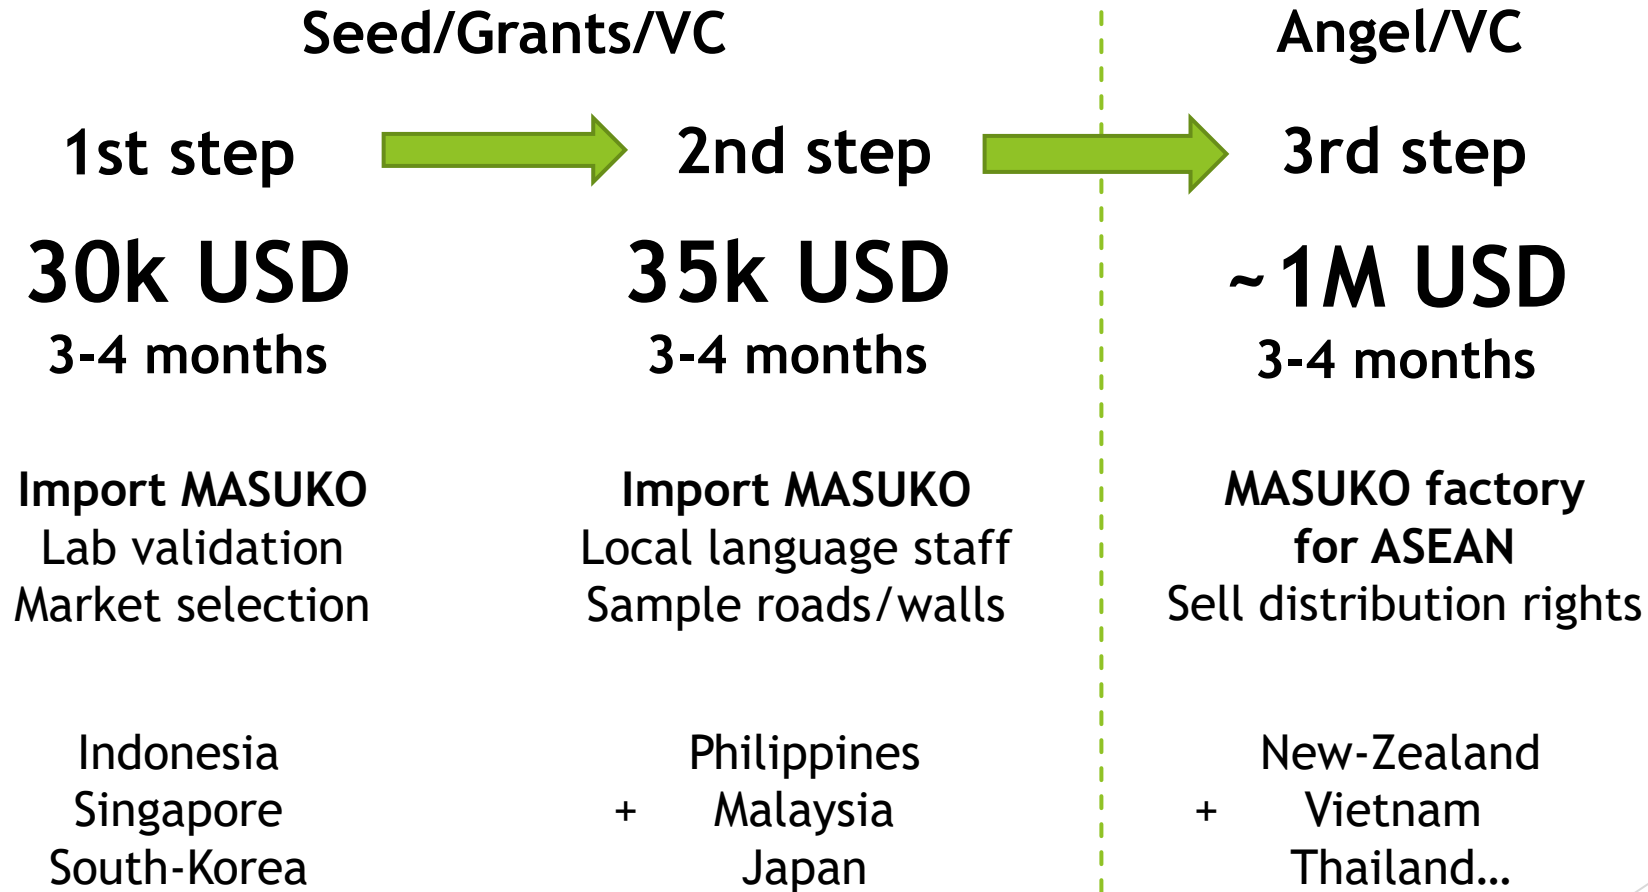 Seed/Grants/VC
Angel/VC
1st step
2nd step
3rd step
30k USD
3-4 months
35k USD
3-4 months
~1M USD
3-4 months
Import MASUKO
Lab validation
Market selection
Import MASUKO
Local language staff
Sample roads/walls
MASUKO factory
for ASEAN
Sell distribution rights
Indonesia
Singapore
South-Korea
Philippines
+ Malaysia
Japan
New-Zealand
+ Vietnam
Thailand…